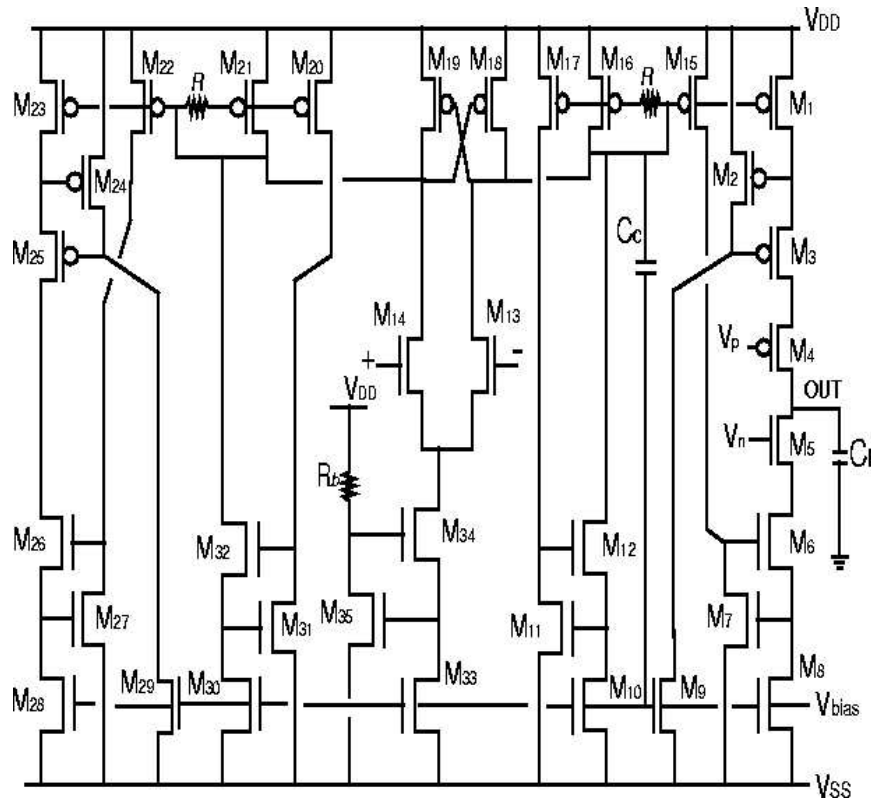 VDD
M22 M21 M20 M19 M18 M17 M16 M15
R R
M23 M1
M24 M2
M25 M3
CC
M14 M13
VP M4
+ -
VDD OUT
Vn M5
Rb
M26 M32 M34 M12 M6
M27 M31 M35 M11 M7
M28 M29 M30 M33 M10 M9 M8
Vbias
VSS